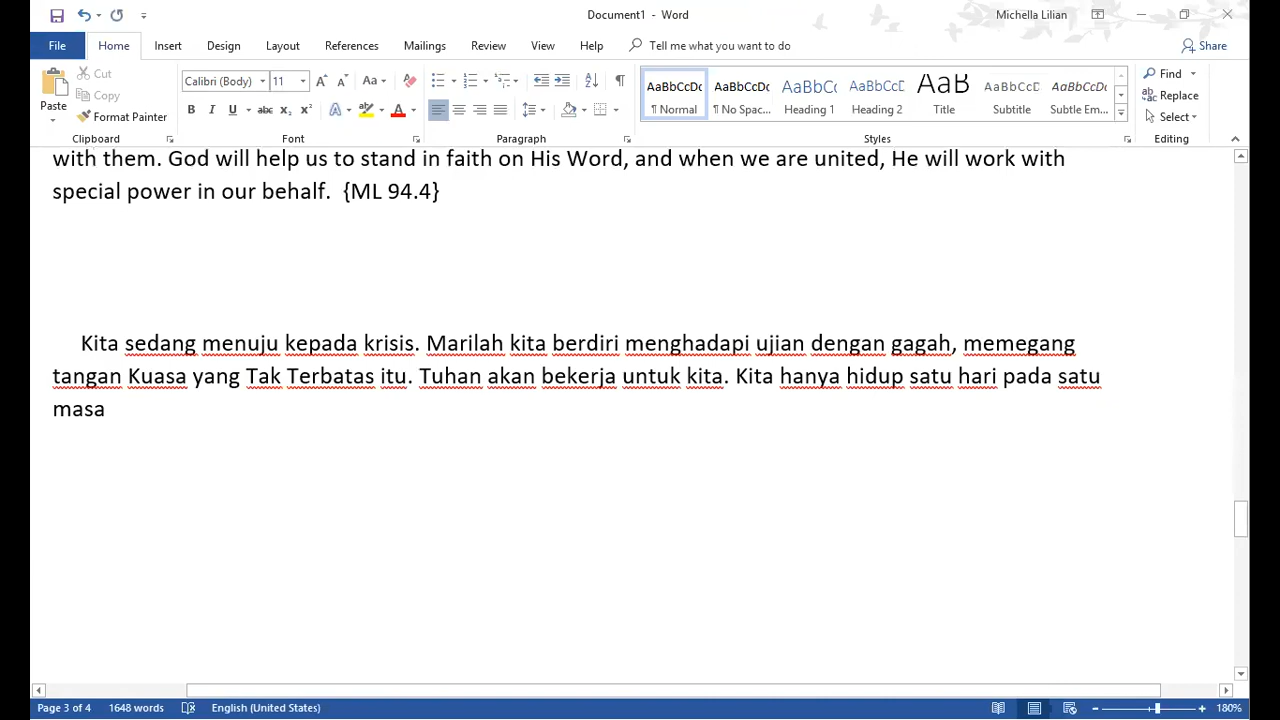 Document1 - Word
Michella Lilian
File Home Insert Design Layout References Mailings Review View Help Tell me what you want to do Share
Paste Cut Copy Format Painter
Calibri (Body) 11
AaBbCcDc ¶ Normal
AaBbCcDc ¶ No Spac...
AaBbCc Heading 1
AaBbCcD Heading 2
AaB Title
AaBbCcD Subtitle
AaBbCcDc Subtle Em...
Find
Replace
Select
Clipboard Font Paragraph Styles Editing
with them. God will help us to stand in faith on His Word, and when we are united, He will work with
special power in our behalf. {ML 94.4}
Kita sedang menuju kepada krisis. Marilah kita berdiri menghadapi ujian dengan gagah, memegang
tangan Kuasa yang Tak Terbatas itu. Tuhan akan bekerja untuk kita. Kita hanya hidup satu hari pada satu
masa
Page 3 of 4 1648 words English (United States) 180%